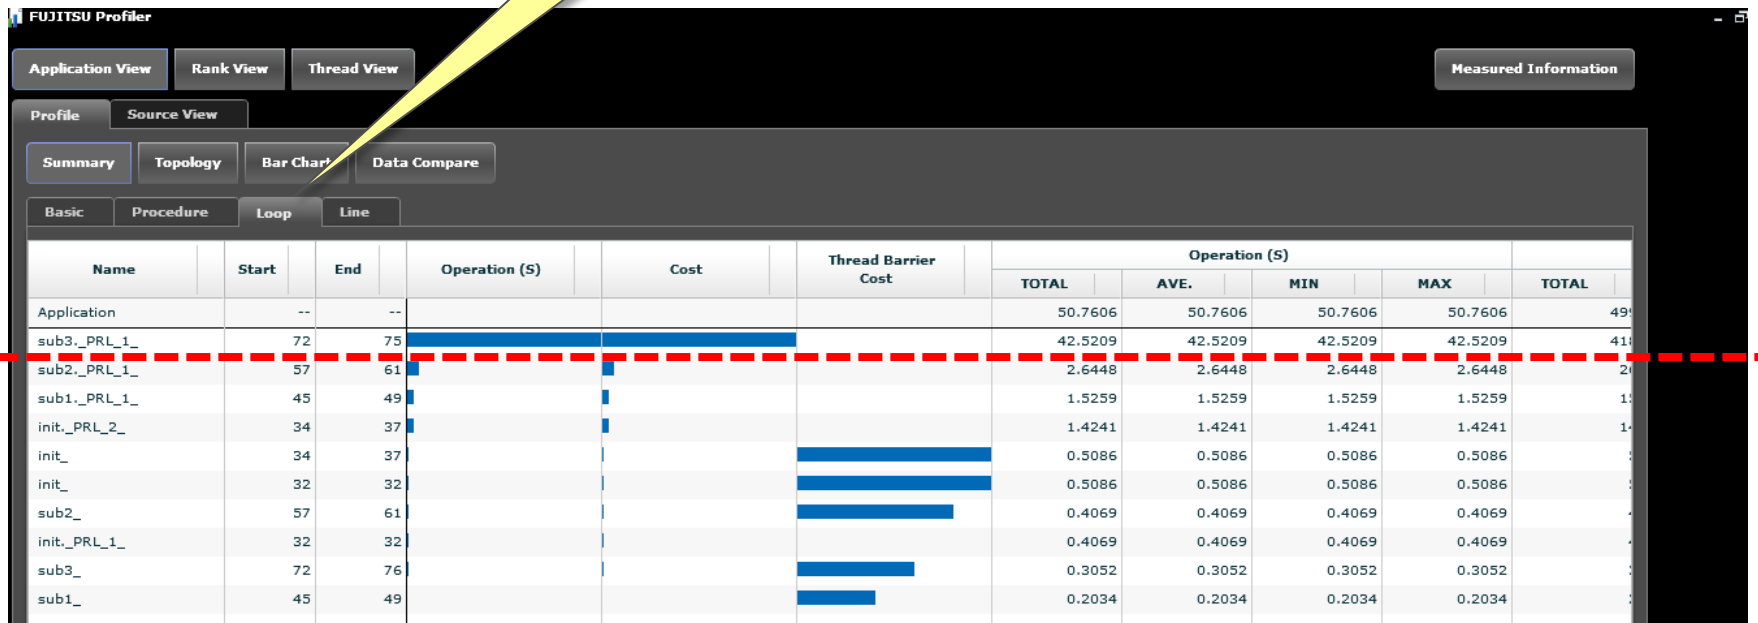 FUJITSU Profiler
Application View Rank View Thread View Measured Information
Profile Source View
Summary Topology Bar Chart Data Compare
Basic Procedure Loop Line
Name Start End Operation (S) Cost Thread Barrier Cost Operation (S)
TOTAL AVE. MIN MAX TOTAL
Application -- -- 50.7606 50.7606 50.7606 50.7606
sub3._PRL_1_ 72 75 42.5209 42.5209 42.5209 42.5209
sub2._PRL_1_ 57 61 2.6448 2.6448 2.6448 2.6448
sub1._PRL_1_ 45 49 1.5259 1.5259 1.5259 1.5259
init._PRL_2_ 34 37 1.4241 1.4241 1.4241 1.4241
init_ 34 37 0.5086 0.5086 0.5086 0.5086
init_ 32 32 0.5086 0.5086 0.5086 0.5086
sub2_ 57 61 0.4069 0.4069 0.4069 0.4069
init._PRL_1_ 32 32 0.4069 0.4069 0.4069 0.4069
sub3_ 72 76 0.3052 0.3052 0.3052 0.3052
sub1_ 45 49 0.2034 0.2034 0.2034 0.2034